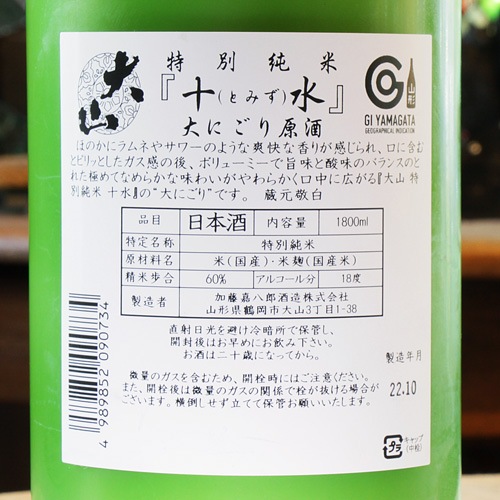 大山
特別純米
『十(とみず)水』
大にごり原酒
山形
GI YAMAGATA
GEOGRAPHICAL INDICATION
ほのかにラムネやサワーのような爽快な香りが感じられ、口に含む
とピリッとしたガス感の後、ボリューミーで旨味と酸味のバランスのと
れた極めてなめらかな味わいがやわらかく口中に広がる『大山 特
別純米 十水』の"大にごり"です。 蔵元敬白
品目 日本酒 内容量 1800ml
特定名称 特別純米
原材料名 米(国産)・米麹(国産米)
精米歩合 60% アルコール分 18度
製造者 加藤嘉八郎酒造株式会社
山形県鶴岡市大山3丁目1-38
直射日光を避け冷暗所で保管し、
開封後はお早めにお飲み下さい。
お酒は二十歳になってから。
微量のガスを含むため、開栓時にはご注意ください。
また、開栓後は微量のガスの関係で栓が抜ける場合が
ございます。横倒しせず立てて保管お願いいたします。
製造年月
22.10
プラ
キャップ
(中栓)
4 989852 090734